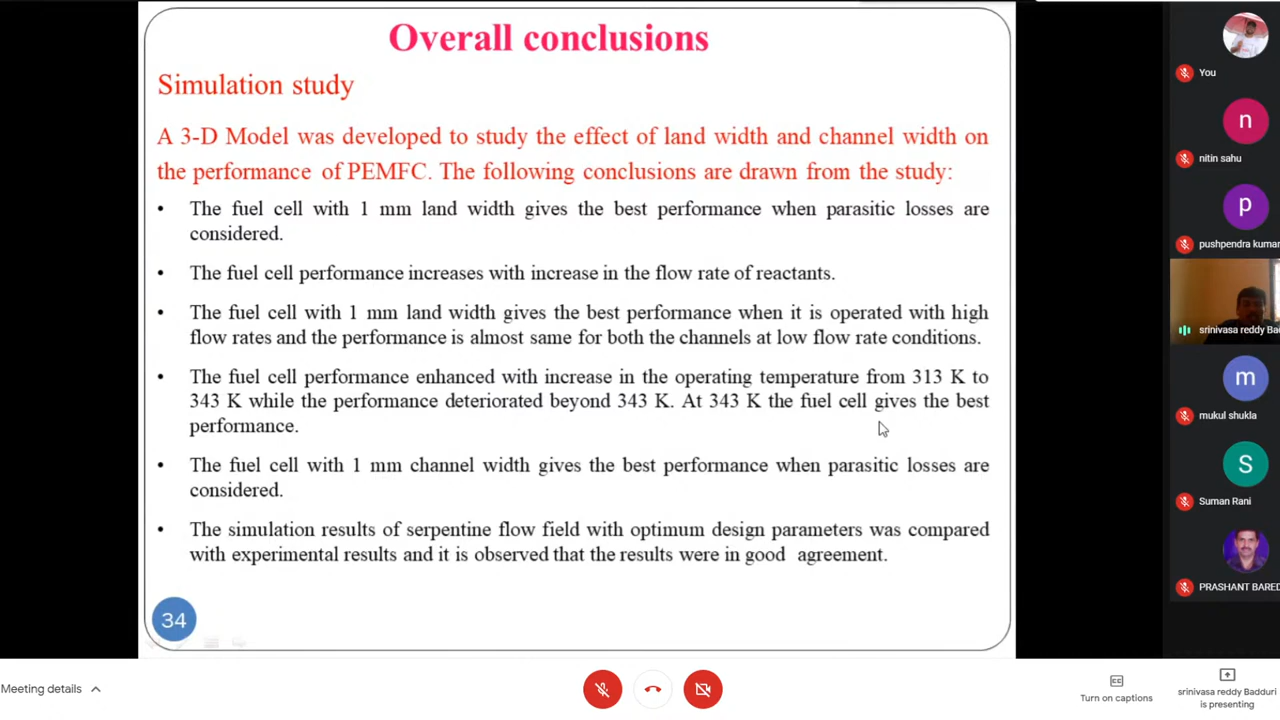 Overall conclusions
Simulation study
A 3-D Model was developed to study the effect of land width and channel width on
the performance of PEMFC. The following conclusions are drawn from the study:
• The fuel cell with 1 mm land width gives the best performance when parasitic losses are
considered.
• The fuel cell performance increases with increase in the flow rate of reactants.
• The fuel cell with 1 mm land width gives the best performance when it is operated with high
flow rates and the performance is almost same for both the channels at low flow rate conditions.
• The fuel cell performance enhanced with increase in the operating temperature from 313 K to
343 K while the performance deteriorated beyond 343 K. At 343 K the fuel cell gives the best
performance.
• The fuel cell with 1 mm channel width gives the best performance when parasitic losses are
considered.
• The simulation results of serpentine flow field with optimum design parameters was compared
with experimental results and it is observed that the results were in good agreement.
34
You
n
nitin sahu
p
pushpendra kumar
srinivasa reddy Ba
m
mukul shukla
S
Suman Rani
PRASHANT BARED
Meeting details
CC
Turn on captions
srinivasa reddy Badduri
is presenting